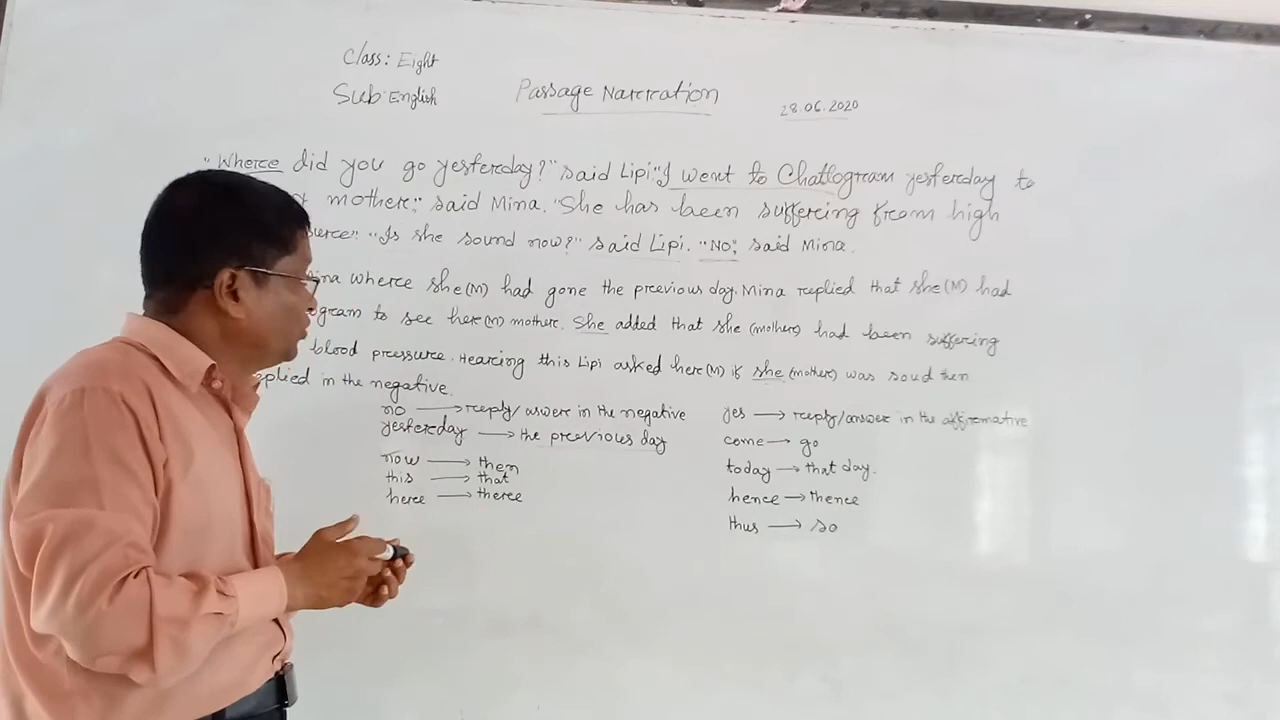 Class: Eight
Sub: English
Passage Narration
28.06.2020
"Where did you go yesterday?" said Lipi. "I went to Chattogram yesterday to
mother," said Mina. "She has been suffering from high
"Is she sound now?" said Lipi. "No", said Mina.
where she (M) had gone the previous day. Mina replied that she (M) had
to see her (M) mother. She added that she (mother) had been suffering
blood pressure. Hearing this Lipi asked her (M) if she (mother) was soud then
in the negative.
no → reply/answer in the negative
yesterday → the previous day
now → then
this → that
here → there
yes → reply/answer in the affirmative
come → go
today → that day.
hence → thence
thus → so